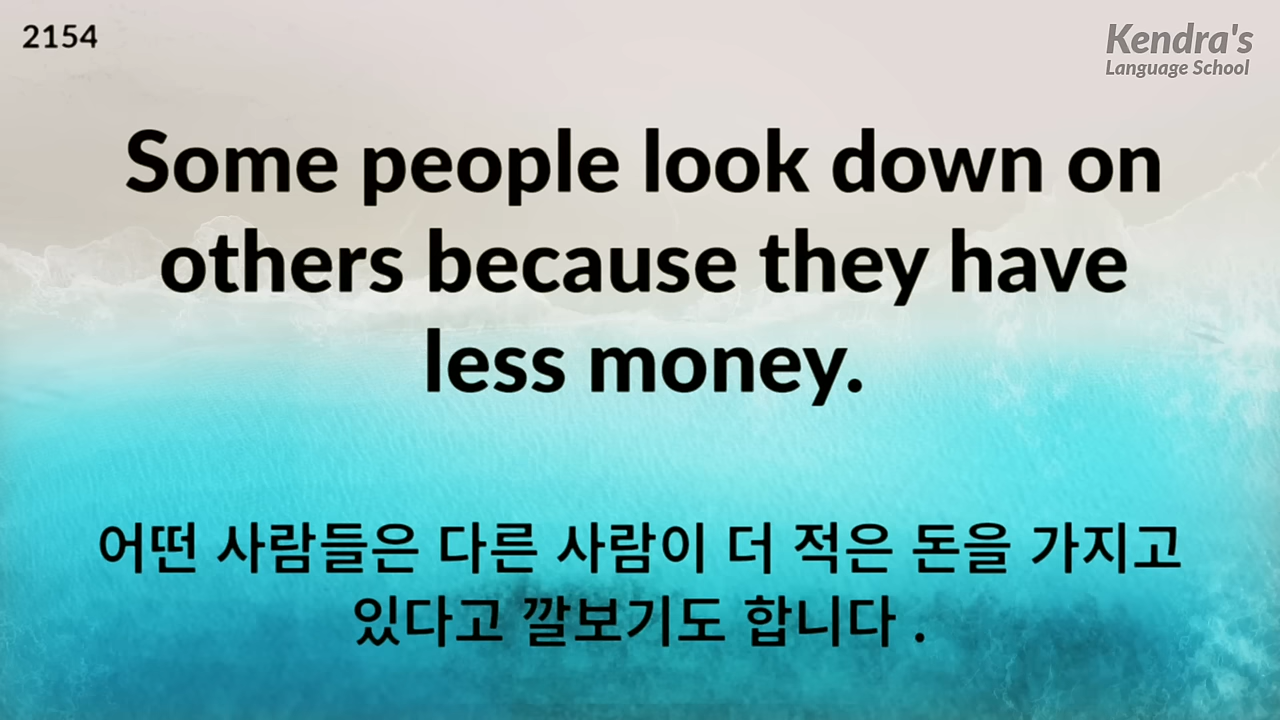 2154
Kendra's
Language School
Some people look down on
others because they have
less money.
어떤 사람들은 다른 사람이 더 적은 돈을 가지고
있다고 깔보기도 합니다 .